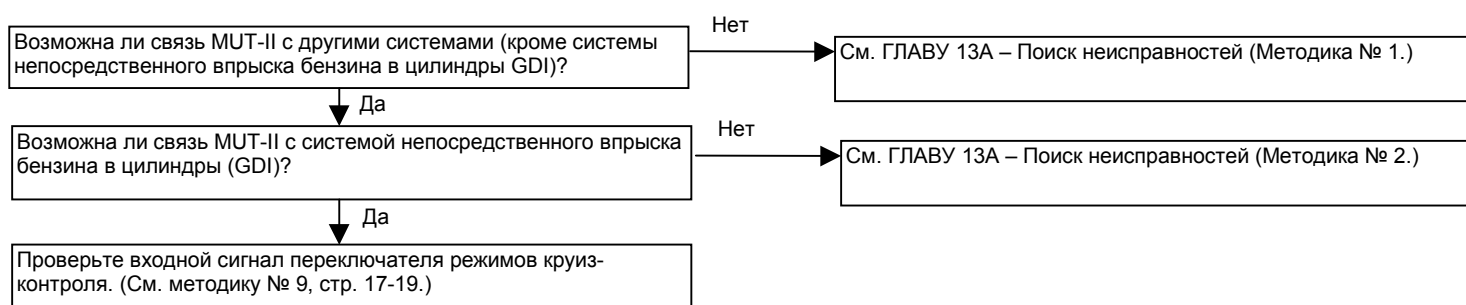 Возможна ли связь MUT-II с другими системами (кроме системы
непосредственного впрыска бензина в цилиндры GDI)?
Нет
См. ГЛАВУ 13А – Поиск неисправностей (Методика № 1.)
Да
Возможна ли связь MUT-II с системой непосредственного впрыска
бензина в цилиндры (GDI)?
Нет
См. ГЛАВУ 13А – Поиск неисправностей (Методика № 2.)
Да
Проверьте входной сигнал переключателя режимов круиз-
контроля. (См. методику № 9, стр. 17-19.)